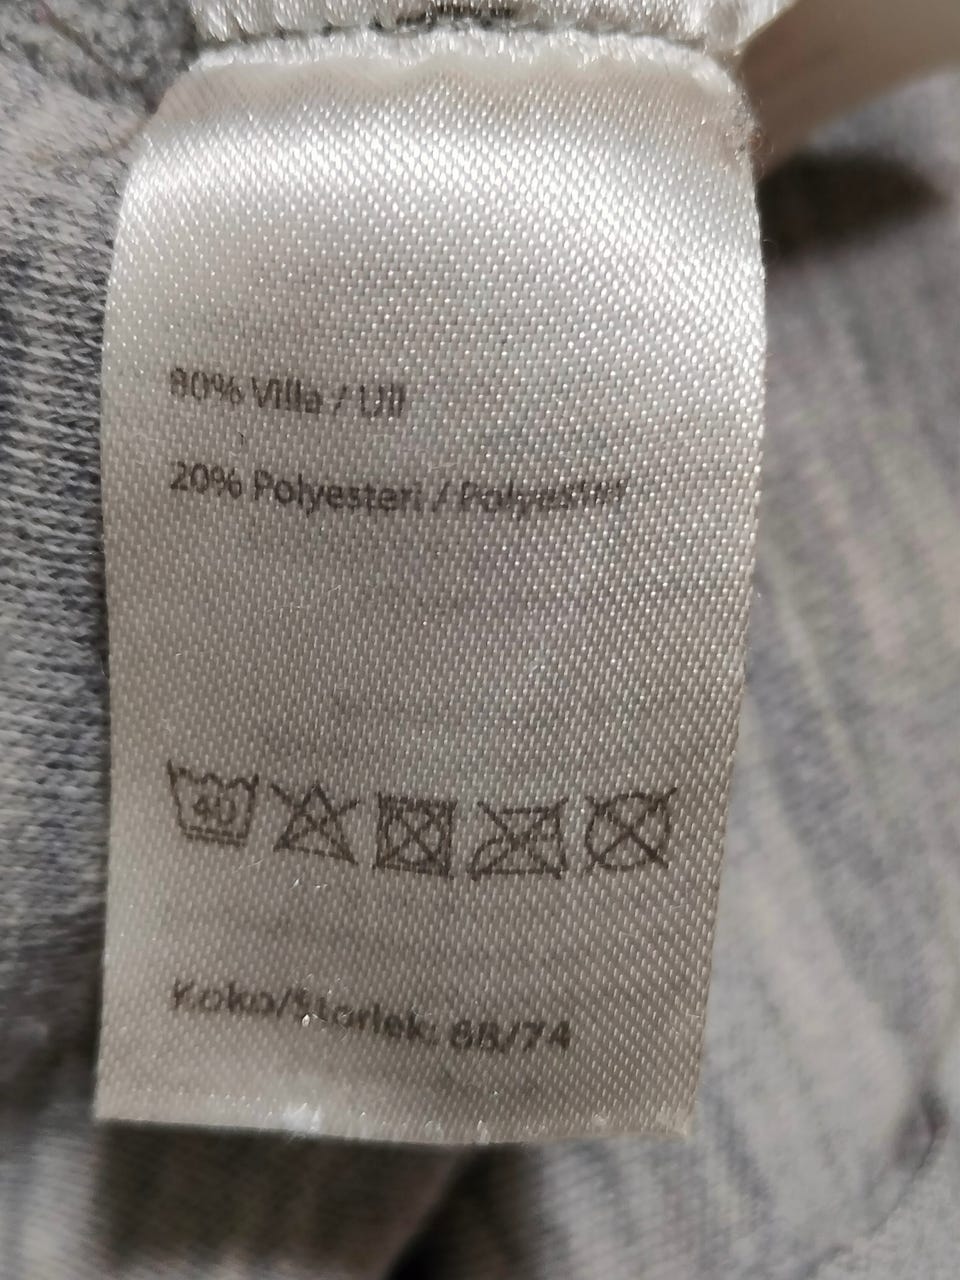 80% Villa / Ull
20% Polyesteri / Polyester
40
Koko/Storlek: 68/74